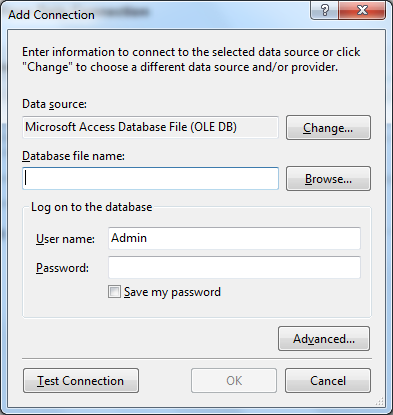 Add Connection
Enter information to connect to the selected data source or click
"Change" to choose a different data source and/or provider.
Data source:
Microsoft Access Database File (OLE DB)
Change...
Database file name:
Browse...
Log on to the database
User name:
Admin
Password:
Save my password
Advanced...
Test Connection
OK
Cancel